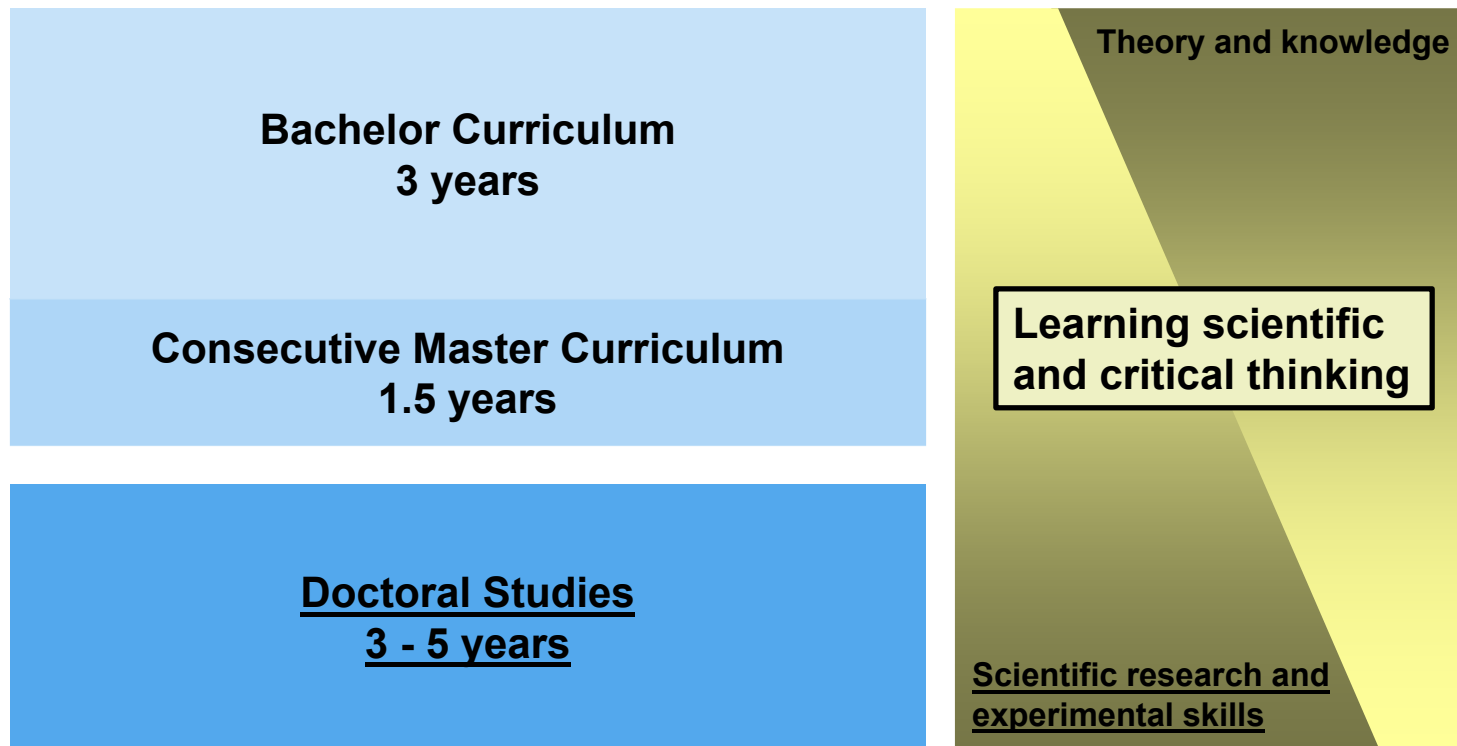 Bachelor Curriculum
3 years
Consecutive Master Curriculum
1.5 years
Doctoral Studies
3 - 5 years
Theory and knowledge
Learning scientific
and critical thinking
Scientific research and
experimental skills